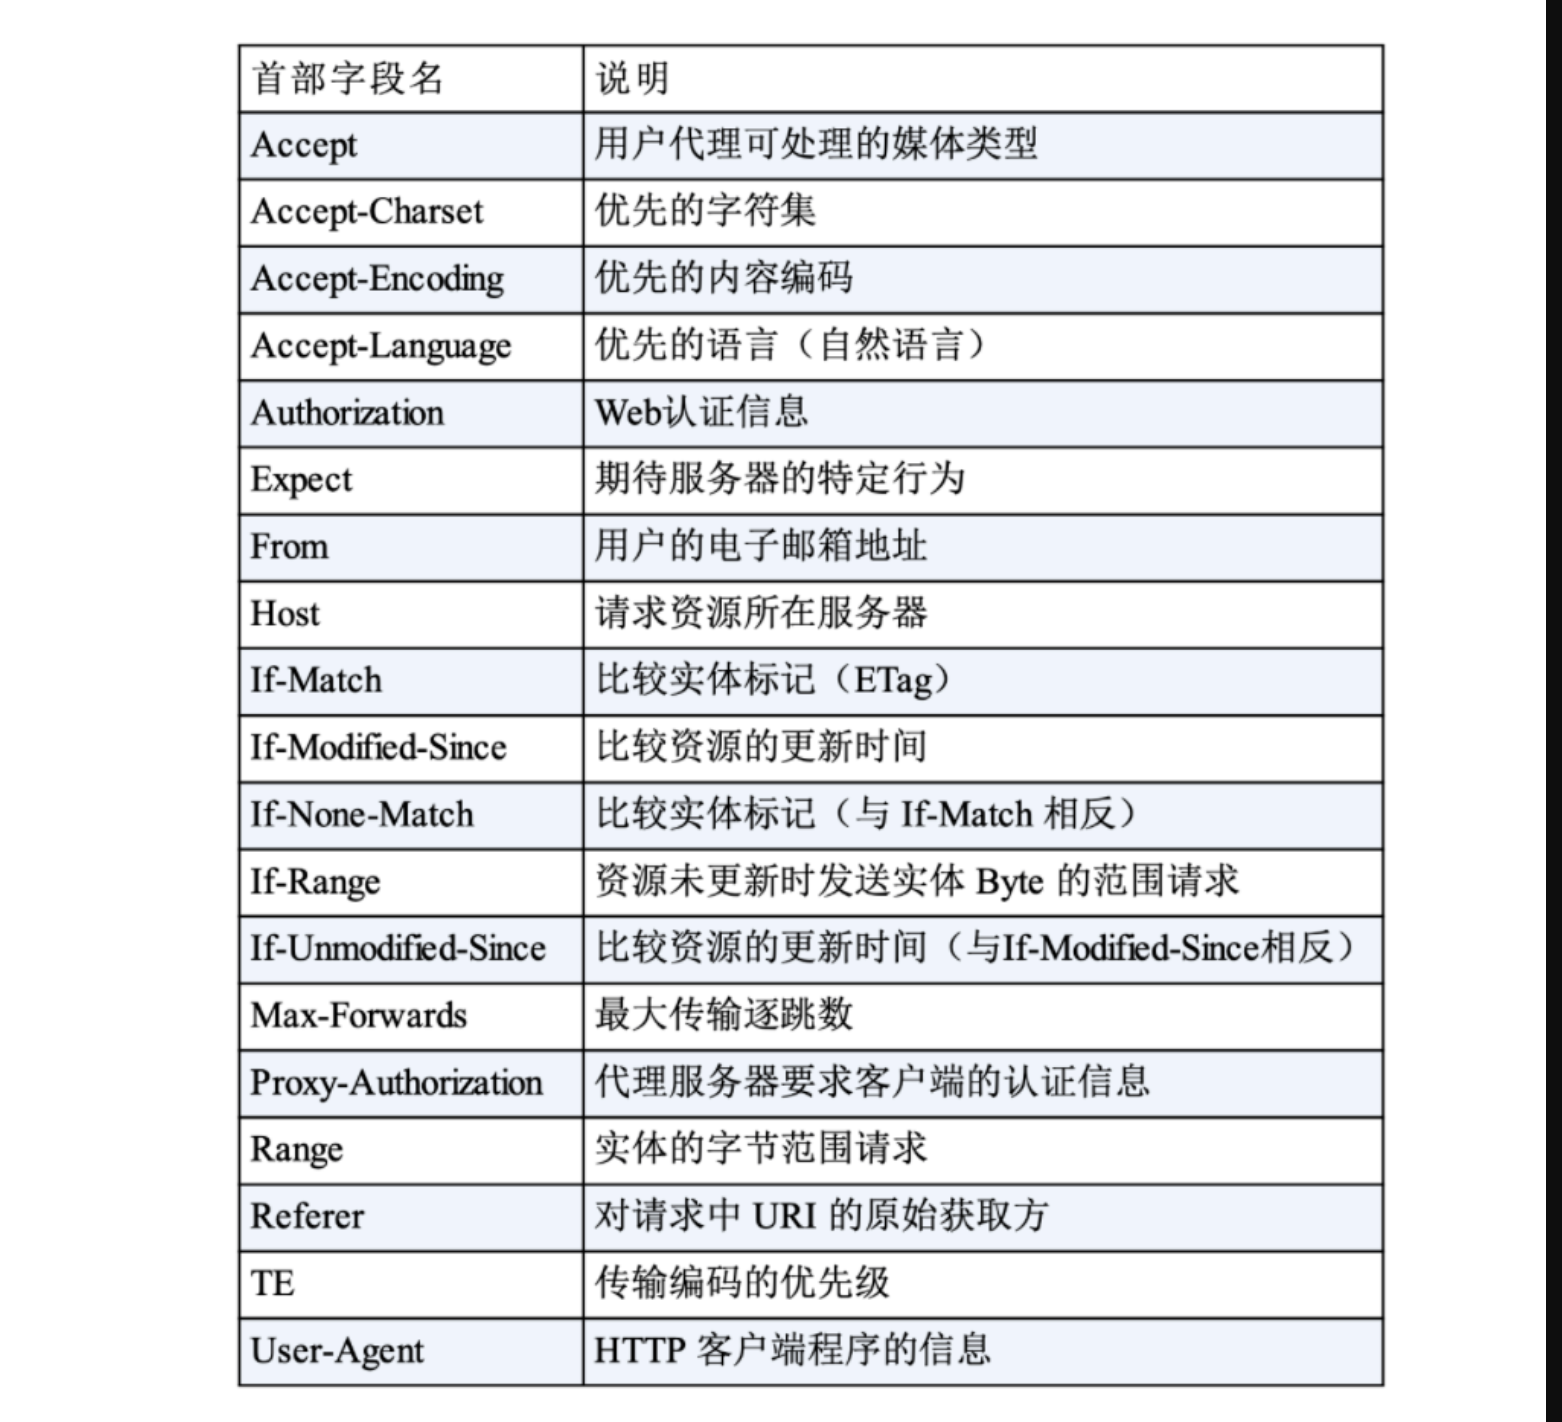 首部字段名 说明
Accept 用户代理可处理的媒体类型
Accept-Charset 优先的字符集
Accept-Encoding 优先的内容编码
Accept-Language 优先的语言（自然语言）
Authorization Web认证信息
Expect 期待服务器的特定行为
From 用户的电子邮箱地址
Host 请求资源所在服务器
If-Match 比较实体标记（ETag）
If-Modified-Since 比较资源的更新时间
If-None-Match 比较实体标记（与 If-Match 相反）
If-Range 资源未更新时发送实体 Byte 的范围请求
If-Unmodified-Since 比较资源的更新时间（与If-Modified-Since相反）
Max-Forwards 最大传输逐跳数
Proxy-Authorization 代理服务器要求客户端的认证信息
Range 实体的字节范围请求
Referer 对请求中 URI 的原始获取方
TE 传输编码的优先级
User-Agent HTTP 客户端程序的信息